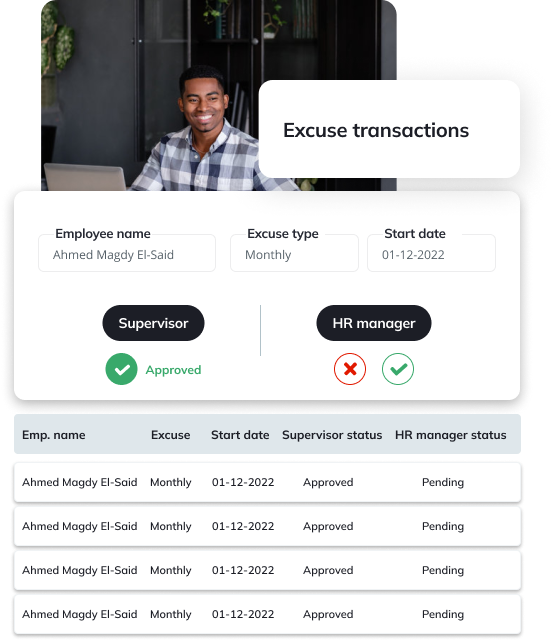 Excuse transactions
Employee name Excuse type Start date
Ahmed Magdy El-Said Monthly 01-12-2022
Supervisor HR manager
Approved
Emp. name Excuse Start date Supervisor status HR manager status
Ahmed Magdy El-Said Monthly 01-12-2022 Approved Pending
Ahmed Magdy El-Said Monthly 01-12-2022 Approved Pending
Ahmed Magdy El-Said Monthly 01-12-2022 Approved Pending
Ahmed Magdy El-Said Monthly 01-12-2022 Approved Pending